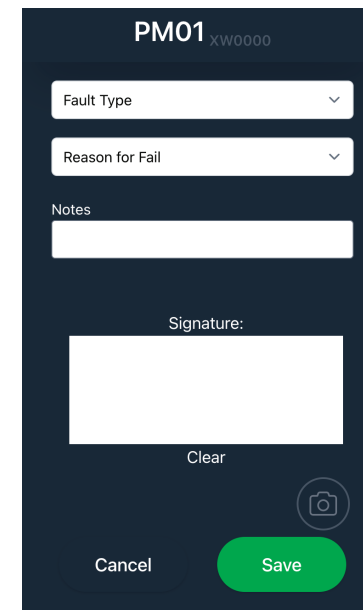 PM01 XW0000
Fault Type
Reason for Fail
Notes
Signature:
Clear
Cancel Save